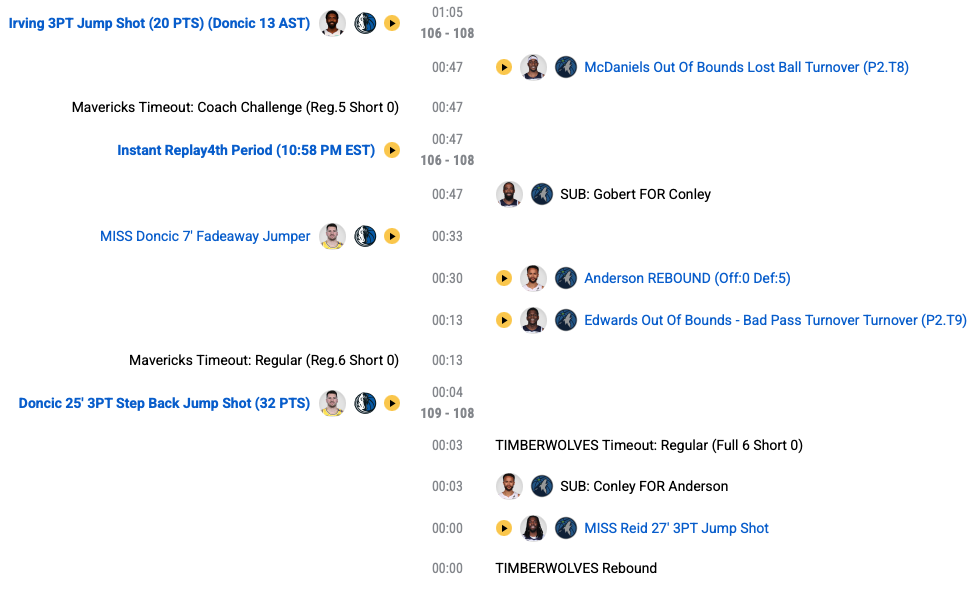 Irving 3PT Jump Shot (20 PTS) (Doncic 13 AST)
01:05
106 - 108
00:47
McDaniels Out Of Bounds Lost Ball Turnover (P2.T8)
Mavericks Timeout: Coach Challenge (Reg.5 Short 0)
00:47
Instant Replay4th Period (10:58 PM EST)
00:47
106 - 108
00:47
SUB: Gobert FOR Conley
MISS Doncic 7' Fadeaway Jumper
00:33
00:30
Anderson REBOUND (Off:0 Def:5)
00:13
Edwards Out Of Bounds - Bad Pass Turnover Turnover (P2.T9)
Mavericks Timeout: Regular (Reg.6 Short 0)
00:13
Doncic 25' 3PT Step Back Jump Shot (32 PTS)
00:04
109 - 108
00:03
TIMBERWOLVES Timeout: Regular (Full 6 Short 0)
00:03
SUB: Conley FOR Anderson
00:00
MISS Reid 27' 3PT Jump Shot
00:00
TIMBERWOLVES Rebound